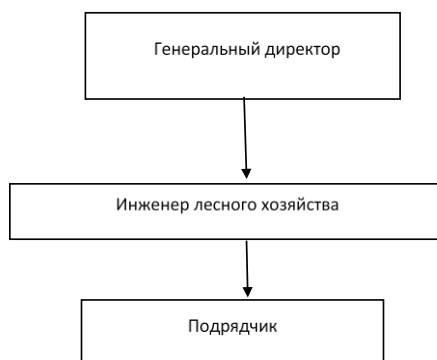 Генеральный директор
Инженер лесного хозяйства
Подрядчик